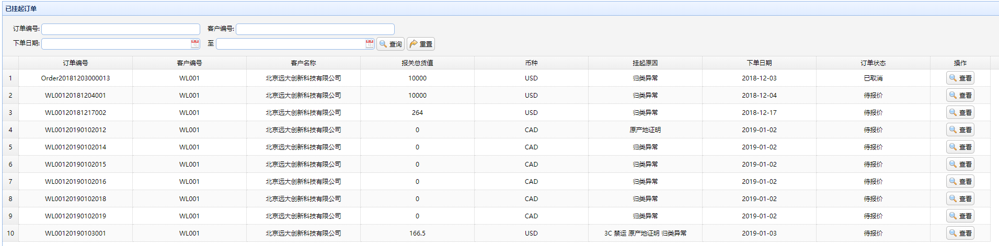 已挂起订单
订单编号: 客户编号:
下单日期: 至 查询 重置
订单编号 客户编号 客户名称 报关总货值 币种 挂起原因 下单日期 订单状态 操作
1 Order20181203000013 WL001 北京远大创新科技有限公司 10000 USD 归类异常 2018-12-03 已取消 查看
2 WL00120181204001 WL001 北京远大创新科技有限公司 10000 USD 归类异常 2018-12-04 待报价 查看
3 WL00120181217002 WL001 北京远大创新科技有限公司 264 USD 归类异常 2018-12-17 待报价 查看
4 WL00120190102012 WL001 北京远大创新科技有限公司 0 CAD 原产地证明 2019-01-02 待报价 查看
5 WL00120190102014 WL001 北京远大创新科技有限公司 0 CAD 归类异常 2019-01-02 待报价 查看
6 WL00120190102015 WL001 北京远大创新科技有限公司 0 CAD 归类异常 2019-01-02 待报价 查看
7 WL00120190102016 WL001 北京远大创新科技有限公司 0 CAD 归类异常 2019-01-02 待报价 查看
8 WL00120190102018 WL001 北京远大创新科技有限公司 0 CAD 归类异常 2019-01-02 待报价 查看
9 WL00120190102019 WL001 北京远大创新科技有限公司 0 CAD 归类异常 2019-01-02 待报价 查看
10 WL00120190103001 WL001 北京远大创新科技有限公司 166.5 USD 3C 禁运 原产地证明 归类异常 2019-01-03 待报价 查看